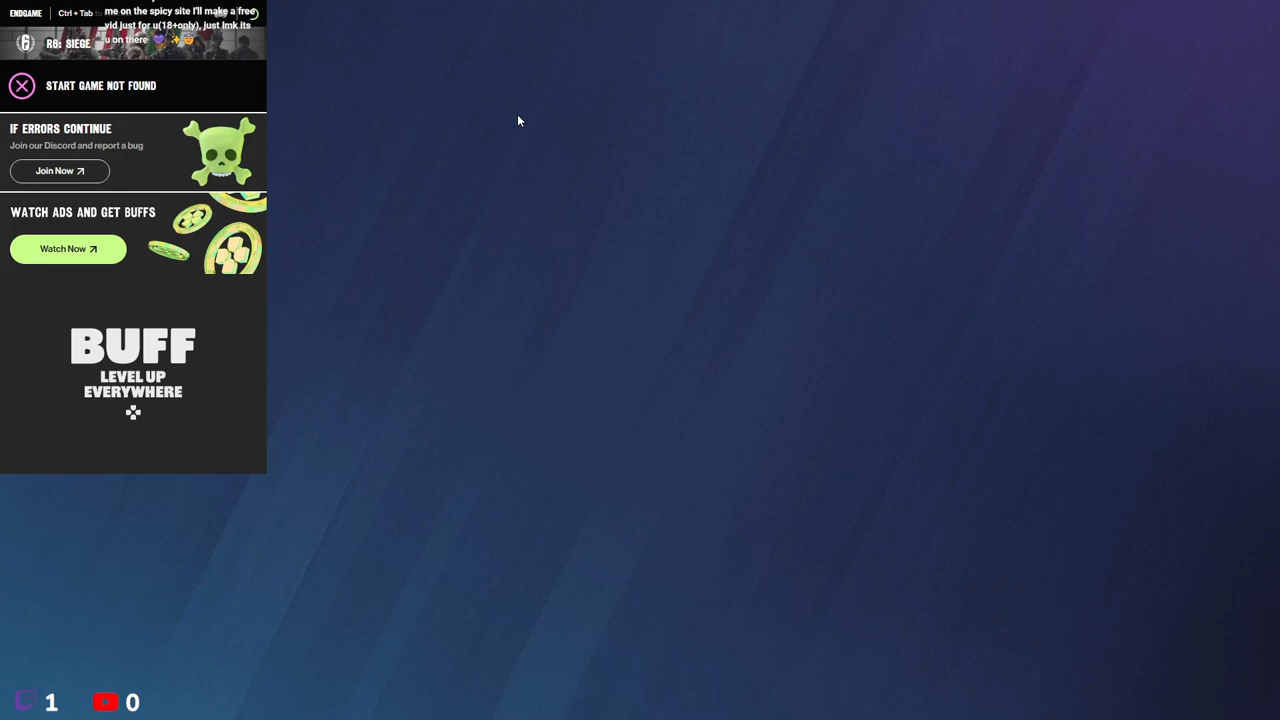 ENDGAME
Ctrl + Tab to
me on the spicy site I'll make a free
vid just for u(18+only), just lmk its
u on there 💜 ✨ 😇
R6: SIEGE
START GAME NOT FOUND
IF ERRORS CONTINUE
Join our Discord and report a bug
Join Now
WATCH ADS AND GET BUFFS
Watch Now
BUFF
LEVEL UP
EVERYWHERE
1
0